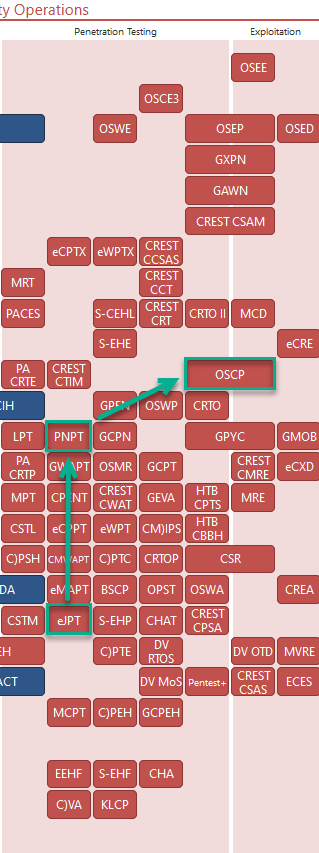 ty Operations
Penetration Testing Exploitation
OSEE
OSCE3
OSWE OSEP OSED
GXPN
GAWN
CREST CSAM
eCPTX eWPTX CREST CCSAS
MRT CREST CCT
PACES S-CEHL CREST CRT CRTO II MCD
S-EHE eCRE
PA CRTE CREST CTIM OSCP
CIH GPEN OSWP CRTO
LPT PNPT GCPN GPYC GMOB
PA CRTP GWAPT OSMR GCPT CREST CMRE eCXD
MPT CPENT CREST CWAT GEVA HTB CPTS MRE
CSTL eCPPT eWPT CM)IPS HTB CBBH
C)PSH CMWAPT C)PTC CRTOP CSR
DA eMAPT BSCP OPST OSWA CREA
CSTM eJPT S-EHP CHAT CREST CPSA
EH C)PTE DV RTOS DV OTD MVRE
ACT DV MoS Pentest+ CREST CSAS ECES
MCPT C)PEH GCPEH
EEHF S-EHF CHA
C)VA KLCP